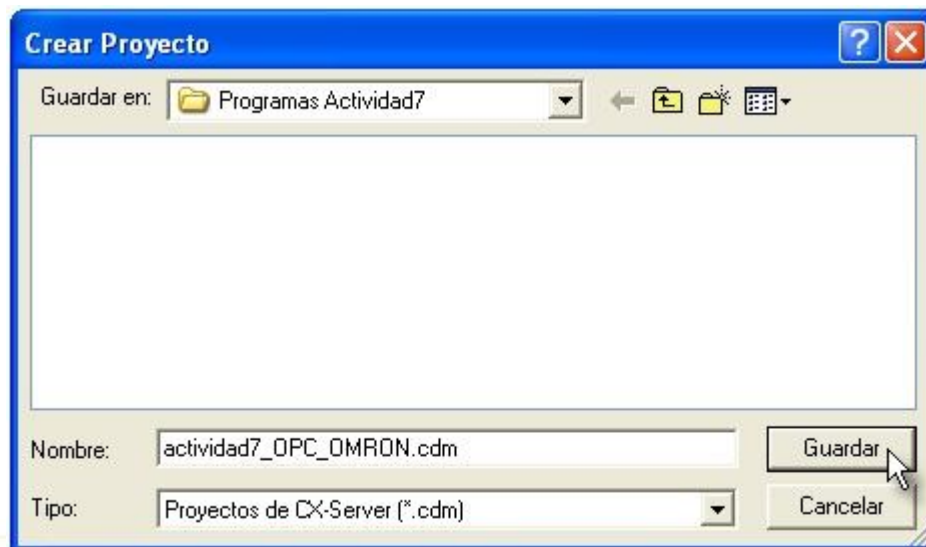 Crear Proyecto
Guardar en: Programas Actividad7
Nombre: actividad7_OPC_OMRON.cdm Guardar
Tipo: Proyectos de CX-Server (*.cdm) Cancelar